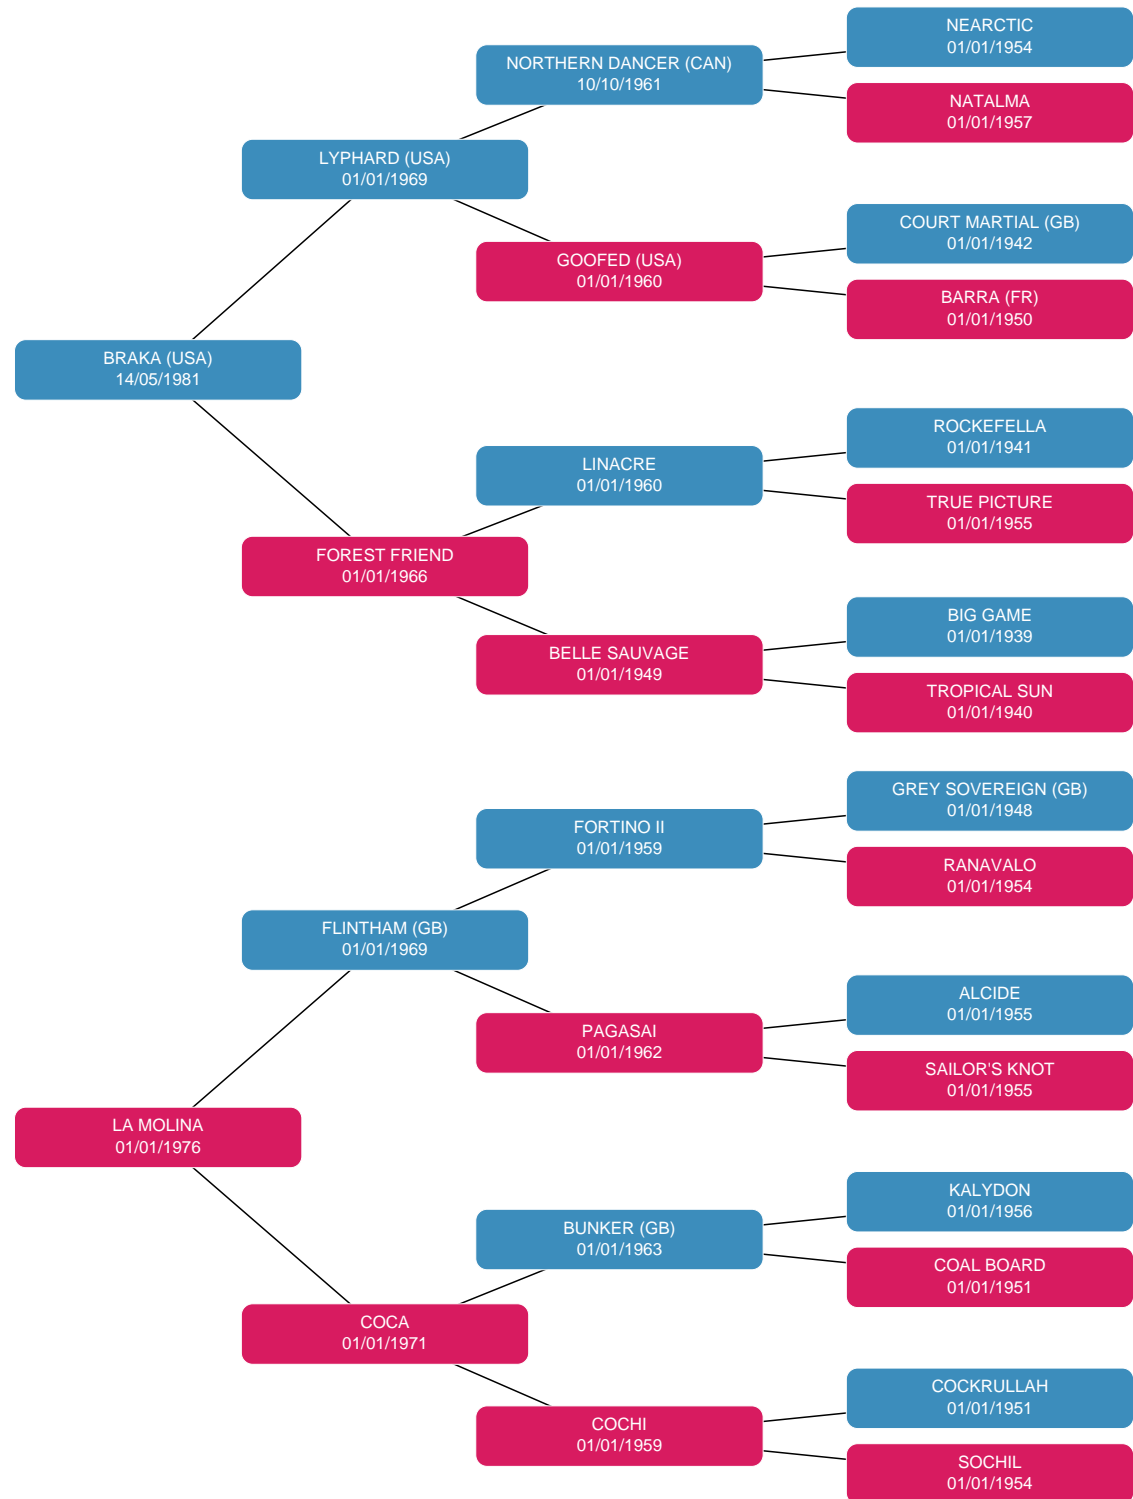 NEARCTIC
01/01/1954
NORTHERN DANCER (CAN)
10/10/1961
NATALMA
01/01/1957
LYPHARD (USA)
01/01/1969
COURT MARTIAL (GB)
01/01/1942
GOOFED (USA)
01/01/1960
BARRA (FR)
01/01/1950
BRAKA (USA)
14/05/1981
ROCKEFELLA
01/01/1941
LINACRE
01/01/1960
TRUE PICTURE
01/01/1955
FOREST FRIEND
01/01/1966
BIG GAME
01/01/1939
BELLE SAUVAGE
01/01/1949
TROPICAL SUN
01/01/1940
GREY SOVEREIGN (GB)
01/01/1948
FORTINO II
01/01/1959
RANAVALO
01/01/1954
FLINTHAM (GB)
01/01/1969
ALCIDE
01/01/1955
PAGASAI
01/01/1962
SAILOR'S KNOT
01/01/1955
LA MOLINA
01/01/1976
KALYDON
01/01/1956
BUNKER (GB)
01/01/1963
COAL BOARD
01/01/1951
COCA
01/01/1971
COCKRULLAH
01/01/1951
COCHI
01/01/1959
SOCHIL
01/01/1954